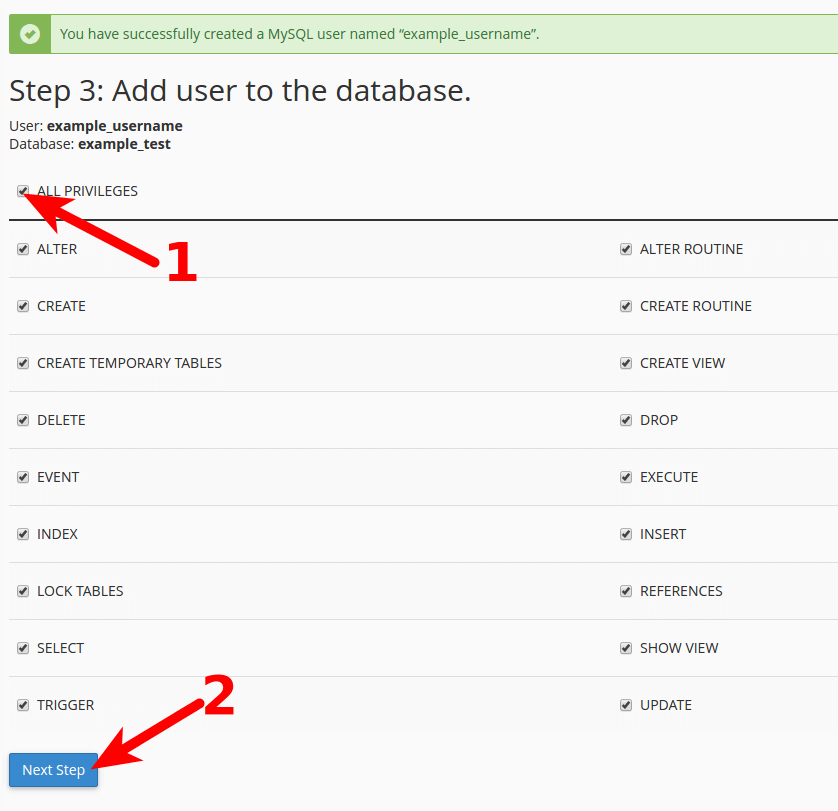 You have successfully created a MySQL user named “example_username”.
Step 3: Add user to the database.
User: example_username
Database: example_test
ALL PRIVILEGES
1
ALTER
ALTER ROUTINE
CREATE
CREATE ROUTINE
CREATE TEMPORARY TABLES
CREATE VIEW
DELETE
DROP
EVENT
EXECUTE
INDEX
INSERT
LOCK TABLES
REFERENCES
SELECT
SHOW VIEW
2
TRIGGER
UPDATE
Next Step